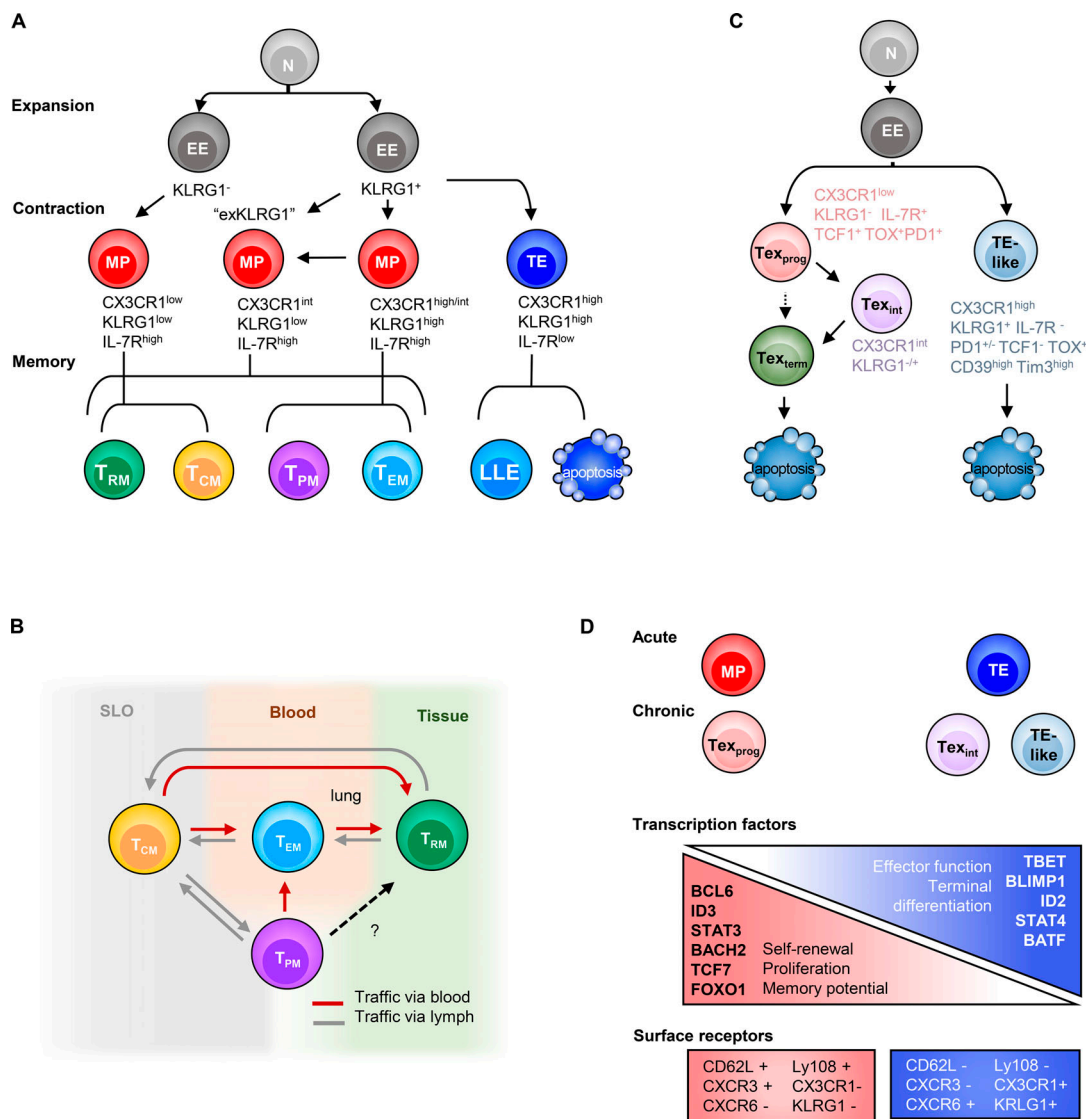 A
N
Expansion
EE
EE
KLRG1⁻
KLRG1⁺
Contraction
“exKLRG1”
MP
MP
MP
TE
CX3CR1ˡᵒʷ
KLRG1ˡᵒʷ
IL-7Rʰⁱᵍʰ
CX3CR1ⁱⁿᵗ
KLRG1ˡᵒʷ
IL-7Rʰⁱᵍʰ
CX3CR1ʰⁱᵍʰ/ⁱⁿᵗ
KLRG1ʰⁱᵍʰ
IL-7Rʰⁱᵍʰ
CX3CR1ʰⁱᵍʰ
KLRG1ʰⁱᵍʰ
IL-7Rˡᵒʷ
Memory
TRM
TCM
TPM
TEM
LLE
apoptosis
C
N
EE
CX3CR1ˡᵒʷ
KLRG1⁻ IL-7R⁺
TCF1⁺ TOX⁺PD1⁺
Texprog
TE-
like
Texint
CX3CR1ⁱⁿᵗ
KLRG1⁻/⁺
Texterm
CX3CR1ʰⁱᵍʰ
KLRG1⁺ IL-7R ⁻
PD1⁺/⁻ TCF1⁻ TOX⁺
CD39ʰⁱᵍʰ Tim3ʰⁱᵍʰ
apoptosis
apoptosis
B
SLO
Blood
Tissue
lung
TCM
TEM
TRM
?
TPM
Traffic via blood
Traffic via lymph
D
Acute
MP
TE
Chronic
Texprog
Texint
TE-
like
Transcription factors
Effector function
Terminal
differentiation
TBET
BLIMP1
ID2
STAT4
BATF
BCL6
ID3
STAT3
BACH2
TCF7
FOXO1
Self-renewal
Proliferation
Memory potential
Surface receptors
CD62L + Ly108 +
CXCR3 + CX3CR1-
CXCR6 - KLRG1 -
CD62L - Ly108 -
CXCR3 - CX3CR1+
CXCR6 + KRLG1+